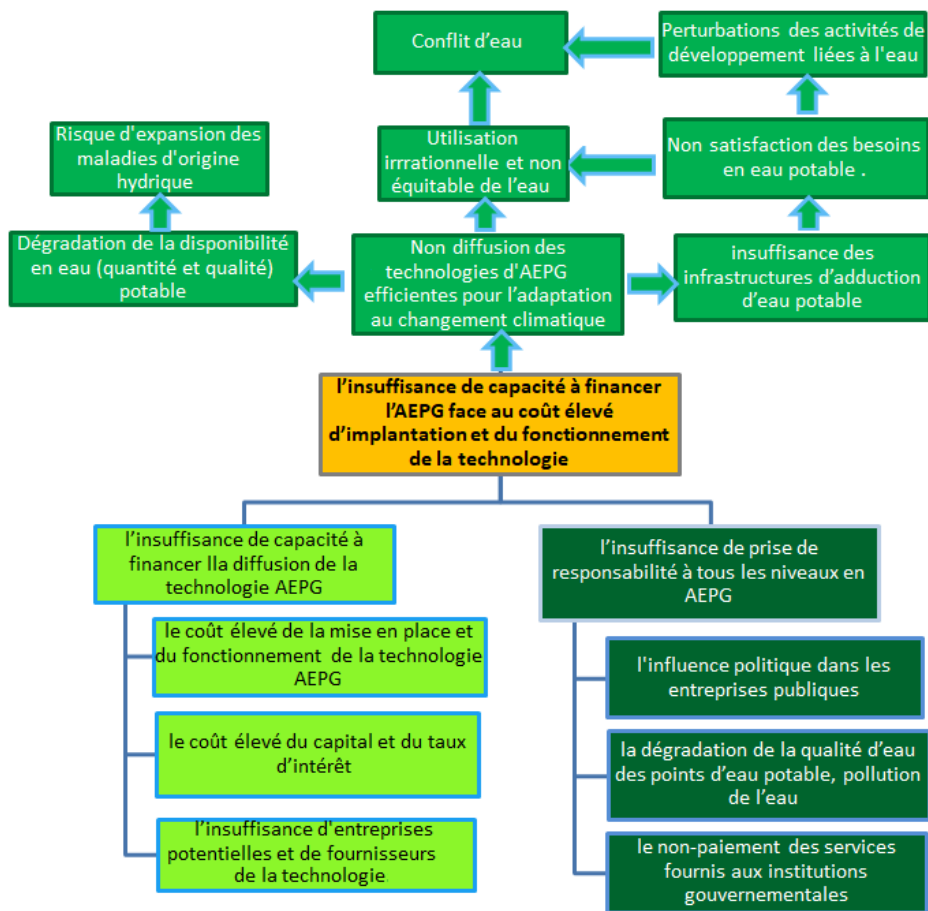 Conflit d’eau
Perturbations des activités de
développement liées à l'eau
Risque d'expansion des
maladies d'origine
hydrique
Utilisation
irrrationnelle et non
équitable de l’eau
Non satisfaction des besoins
en eau potable .
Dégradation de la disponibilité
en eau (quantité et qualité)
potable
Non diffusion des
technologies d'AEPG
efficientes pour l’adaptation
au changement climatique
insuffisance des
infrastructures d’adduction
d’eau potable
l’insuffisance de capacité à financer
l’AEPG face au coût élevé
d’implantation et du fonctionnement
de la technologie
l’insuffisance de capacité à
financer lla diffusion de la
technologie AEPG
le coût élevé de la mise en place et
du fonctionnement de la technologie
AEPG
le coût élevé du capital et du taux
d’intérêt
l’insuffisance d'entreprises
potentielles et de fournisseurs
de la technologie.
l’insuffisance de prise de
responsabilité à tous les niveaux en
AEPG
l'influence politique dans les
entreprises publiques
la dégradation de la qualité d’eau
des points d’eau potable, pollution
de l’eau
le non-paiement des services
fournis aux institutions
gouvernementales